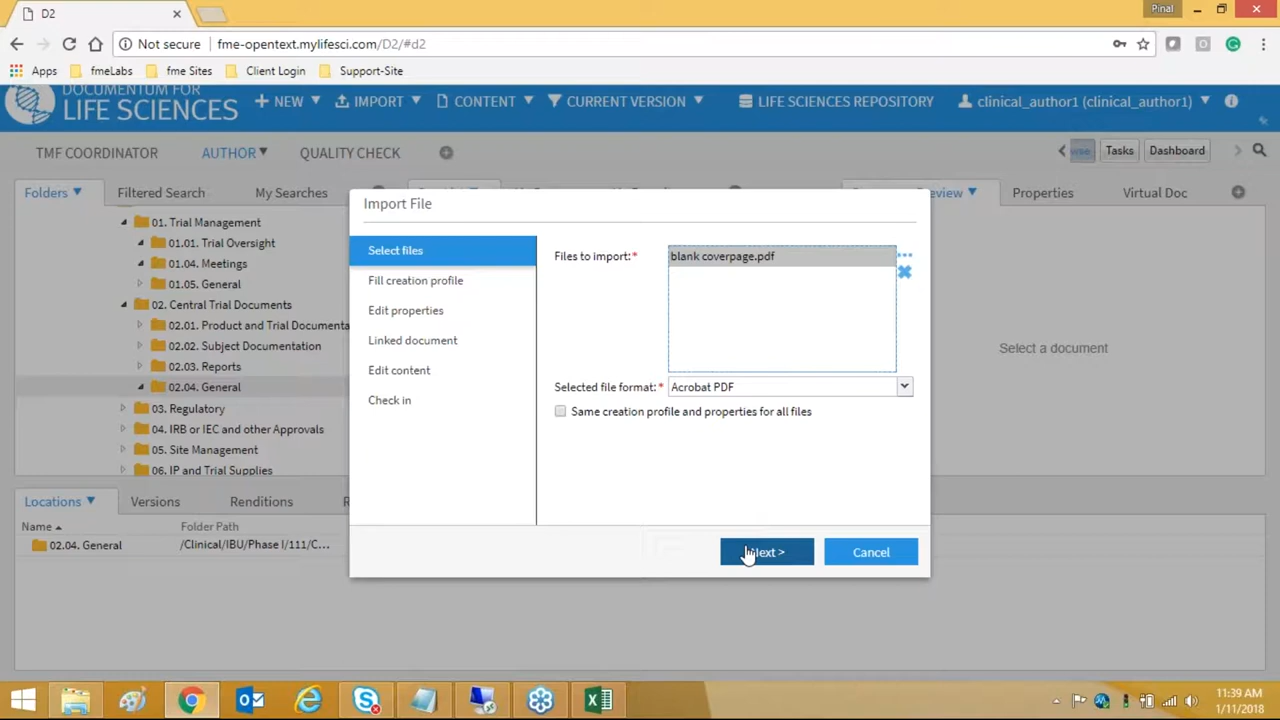 D2
Pinal
Not secure fme-opentext.mylifesci.com/D2/#d2
Apps fmeLabs fme Sites Client Login Support-Site
DOCUMENTUM FOR
LIFE SCIENCES
NEW IMPORT CONTENT CURRENT VERSION LIFE SCIENCES REPOSITORY clinical_author1 (clinical_author1)
TMF COORDINATOR AUTHOR QUALITY CHECK Tasks Dashboard
Folders Filtered Search My Searches Preview Properties Virtual Doc
Import File
01. Trial Management
01.01. Trial Oversight
01.04. Meetings
01.05. General
02. Central Trial Documents
02.01. Product and Trial Documenta
02.02. Subject Documentation
02.03. Reports
02.04. General
03. Regulatory
04. IRB or IEC and other Approvals
05. Site Management
06. IP and Trial Supplies
Select files
Fill creation profile
Edit properties
Linked document
Edit content
Check in
Files to import:* blank coverpage.pdf
Selected file format:* Acrobat PDF
Same creation profile and properties for all files
Select a document
Next > Cancel
Locations Versions Renditions R
Name Folder Path
02.04. General /Clinical/IBU/Phase I/111/C...
11:39 AM
1/11/2018